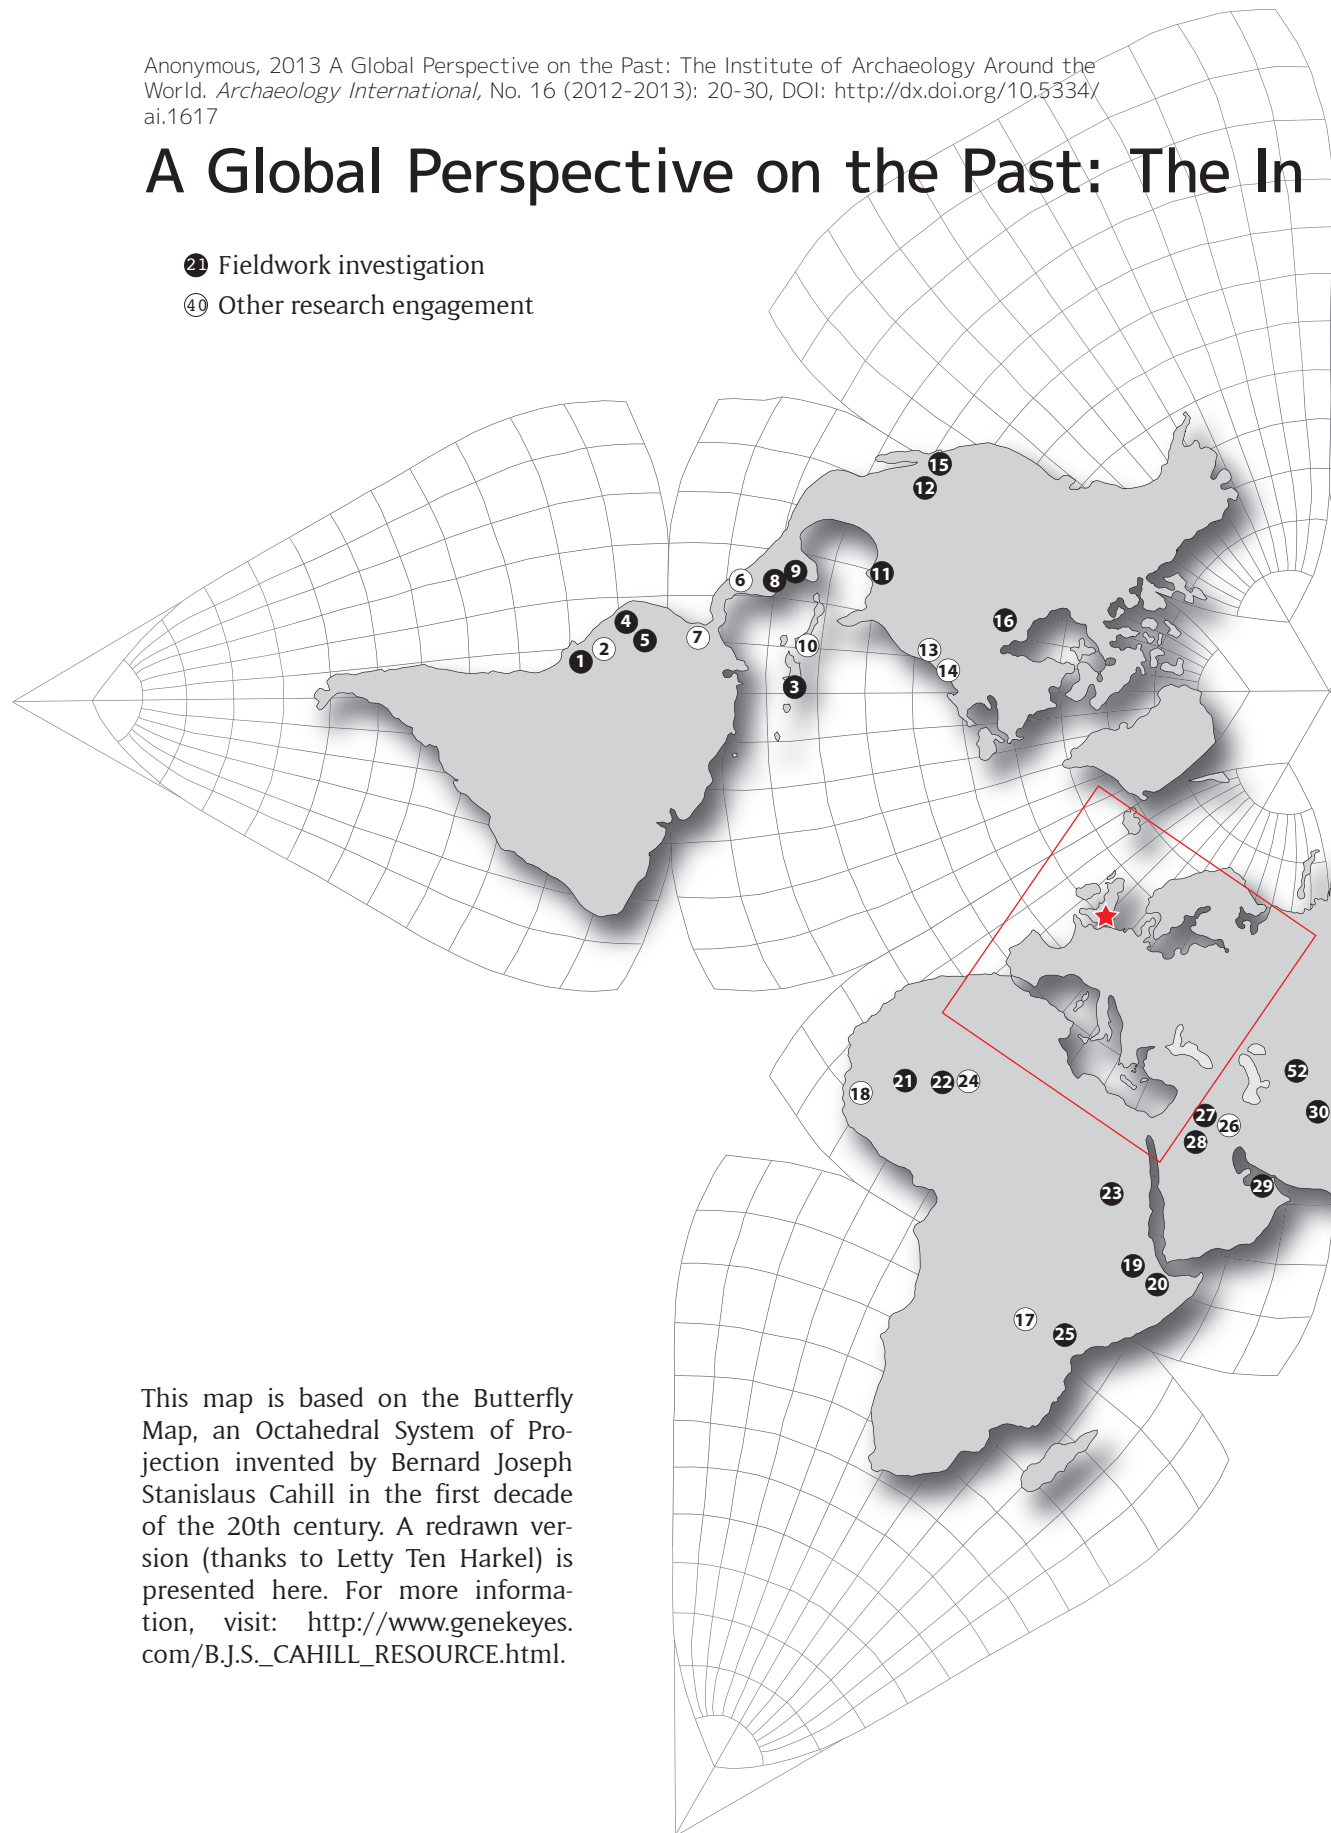 Anonymous, 2013 A Global Perspective on the Past: The Institute of Archaeology Around the
World. Archaeology International, No. 16 (2012-2013): 20-30, DOI: http://dx.doi.org/10.5334/
ai.1617
A Global Perspective on the Past: The In
21 Fieldwork investigation
40 Other research engagement
15
12
11
9
8
6
16
4
5
7
2
1
10
13
14
3
52
21
22
24
18
30
27
26
28
29
23
19
20
17
25
This map is based on the Butterfly
Map, an Octahedral System of Pro-
jection invented by Bernard Joseph
Stanislaus Cahill in the first decade
of the 20th century. A redrawn ver-
sion (thanks to Letty Ten Harkel) is
presented here. For more informa-
tion, visit: http://www.genekeyes.
com/B.J.S._CAHILL_RESOURCE.html.